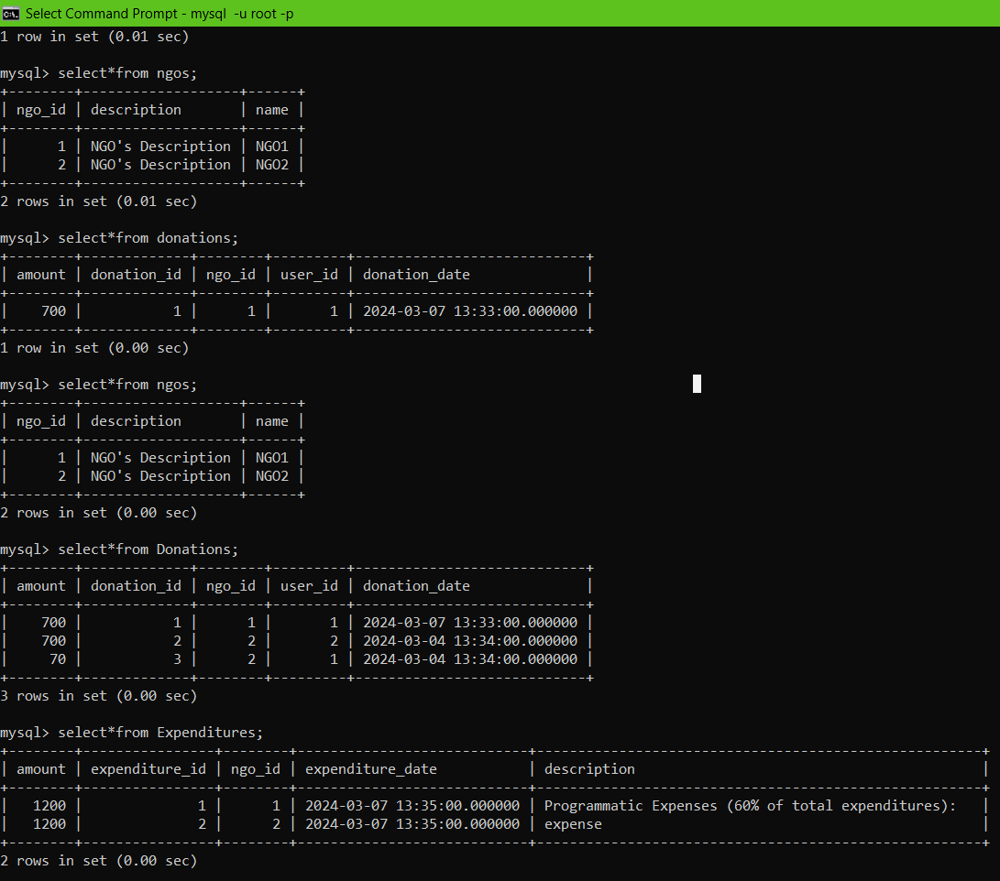 Select Command Prompt - mysql  -u root -p
1 row in set (0.01 sec)
mysql> select*from ngos;
+--------+-------------------+------+
| ngo_id | description       | name |
+--------+-------------------+------+
|      1 | NGO's Description | NGO1 |
|      2 | NGO's Description | NGO2 |
+--------+-------------------+------+
2 rows in set (0.01 sec)
mysql> select*from donations;
+--------+-------------+--------+---------+----------------------------+
| amount | donation_id | ngo_id | user_id | donation_date              |
+--------+-------------+--------+---------+----------------------------+
|    700 |           1 |      1 |       1 | 2024-03-07 13:33:00.000000 |
+--------+-------------+--------+---------+----------------------------+
1 row in set (0.00 sec)
mysql> select*from ngos;
+--------+-------------------+------+
| ngo_id | description       | name |
+--------+-------------------+------+
|      1 | NGO's Description | NGO1 |
|      2 | NGO's Description | NGO2 |
+--------+-------------------+------+
2 rows in set (0.00 sec)
mysql> select*from Donations;
+--------+-------------+--------+---------+----------------------------+
| amount | donation_id | ngo_id | user_id | donation_date              |
+--------+-------------+--------+---------+----------------------------+
|    700 |           1 |      1 |       1 | 2024-03-07 13:33:00.000000 |
|    700 |           2 |      2 |       2 | 2024-03-04 13:34:00.000000 |
|     70 |           3 |      2 |       1 | 2024-03-04 13:34:00.000000 |
+--------+-------------+--------+---------+----------------------------+
3 rows in set (0.00 sec)
mysql> select*from Expenditures;
+--------+----------------+--------+----------------------------+------------------------------------------------------+
| amount | expenditure_id | ngo_id | expenditure_date           | description                                          |
+--------+----------------+--------+----------------------------+------------------------------------------------------+
|   1200 |              1 |      1 | 2024-03-07 13:35:00.000000 | Programmatic Expenses (60% of total expenditures):   |
|   1200 |              2 |      2 | 2024-03-07 13:35:00.000000 | expense                                              |
+--------+----------------+--------+----------------------------+------------------------------------------------------+
2 rows in set (0.00 sec)